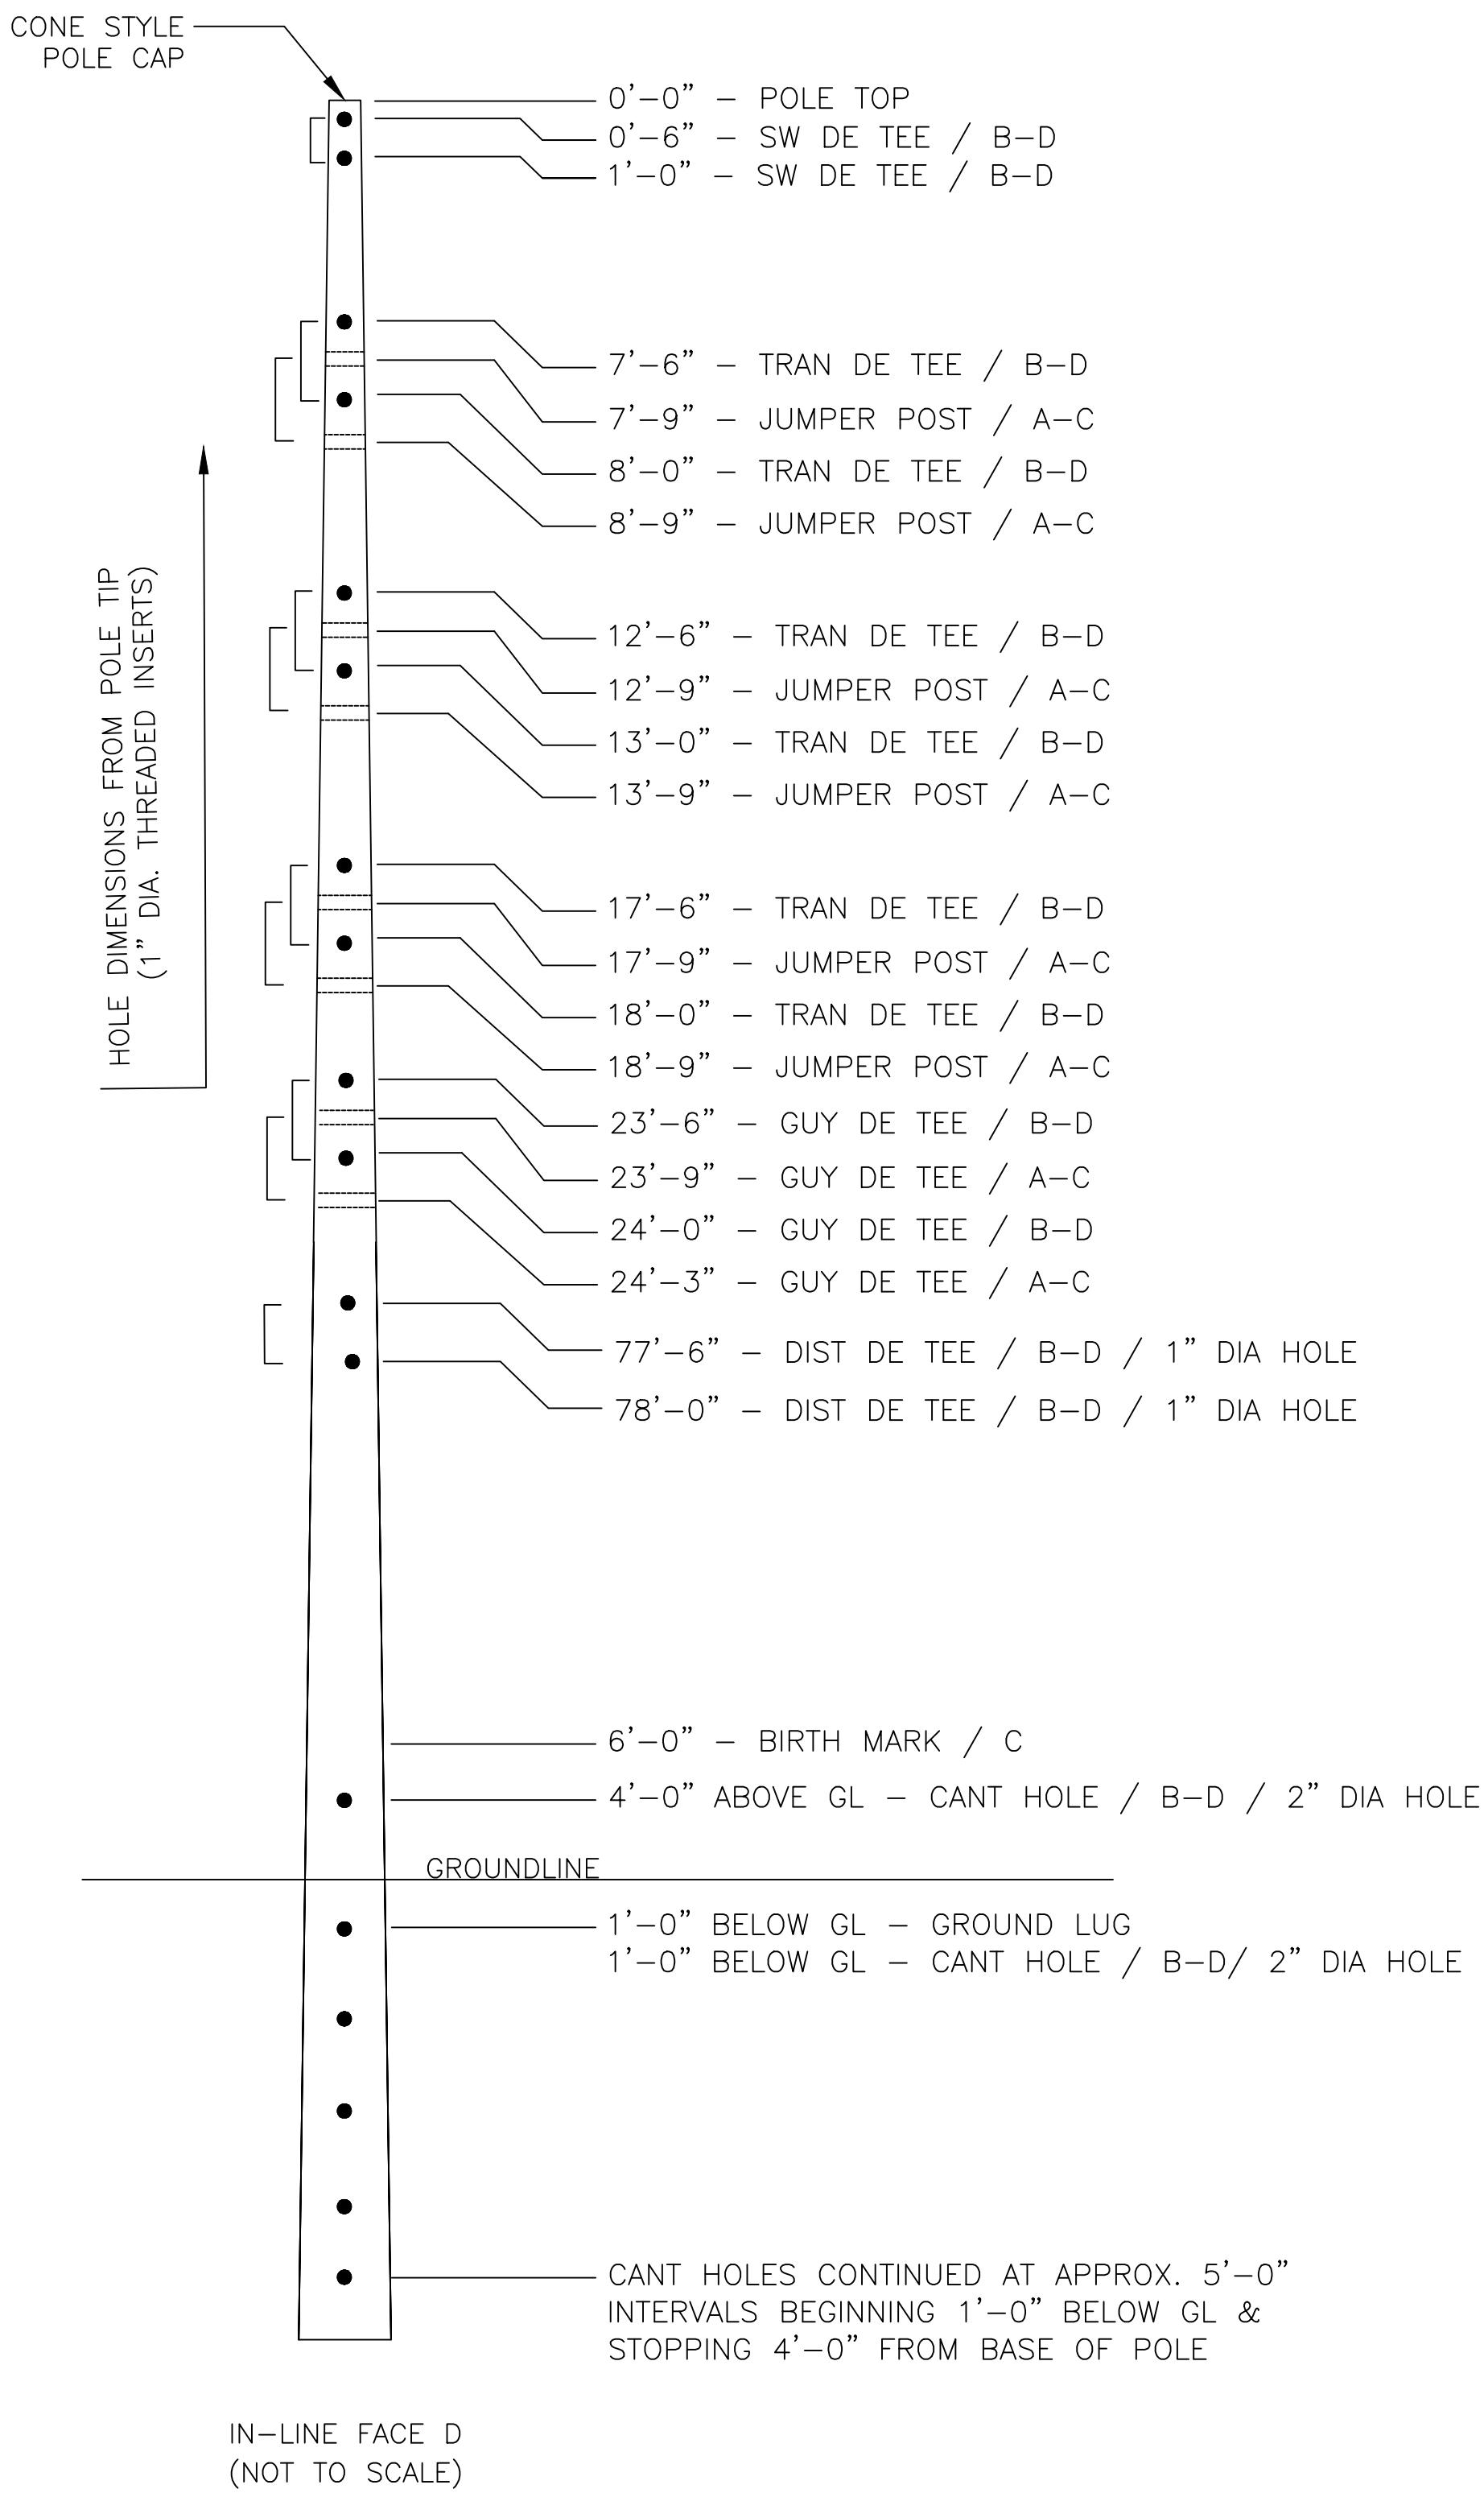 CONE STYLE
POLE CAP
0'-0" - POLE TOP
0'-6" - SW DE TEE / B-D
1'-0" - SW DE TEE / B-D
7'-6" - TRAN DE TEE / B-D
7'-9" - JUMPER POST / A-C
8'-0" - TRAN DE TEE / B-D
8'-9" - JUMPER POST / A-C
HOLE DIMENSIONS FROM POLE TIP
(1" DIA. THREADED INSERTS)
12'-6" - TRAN DE TEE / B-D
12'-9" - JUMPER POST / A-C
13'-0" - TRAN DE TEE / B-D
13'-9" - JUMPER POST / A-C
17'-6" - TRAN DE TEE / B-D
17'-9" - JUMPER POST / A-C
18'-0" - TRAN DE TEE / B-D
18'-9" - JUMPER POST / A-C
23'-6" - GUY DE TEE / B-D
23'-9" - GUY DE TEE / A-C
24'-0" - GUY DE TEE / B-D
24'-3" - GUY DE TEE / A-C
77'-6" - DIST DE TEE / B-D / 1" DIA HOLE
78'-0" - DIST DE TEE / B-D / 1" DIA HOLE
6'-0" - BIRTH MARK / C
4'-0" ABOVE GL - CANT HOLE / B-D / 2" DIA HOLE
GROUNDLINE
1'-0" BELOW GL - GROUND LUG
1'-0" BELOW GL - CANT HOLE / B-D/ 2" DIA HOLE
CANT HOLES CONTINUED AT APPROX. 5'-0"
INTERVALS BEGINNING 1'-0" BELOW GL &
STOPPING 4'-0" FROM BASE OF POLE
IN-LINE FACE D
(NOT TO SCALE)